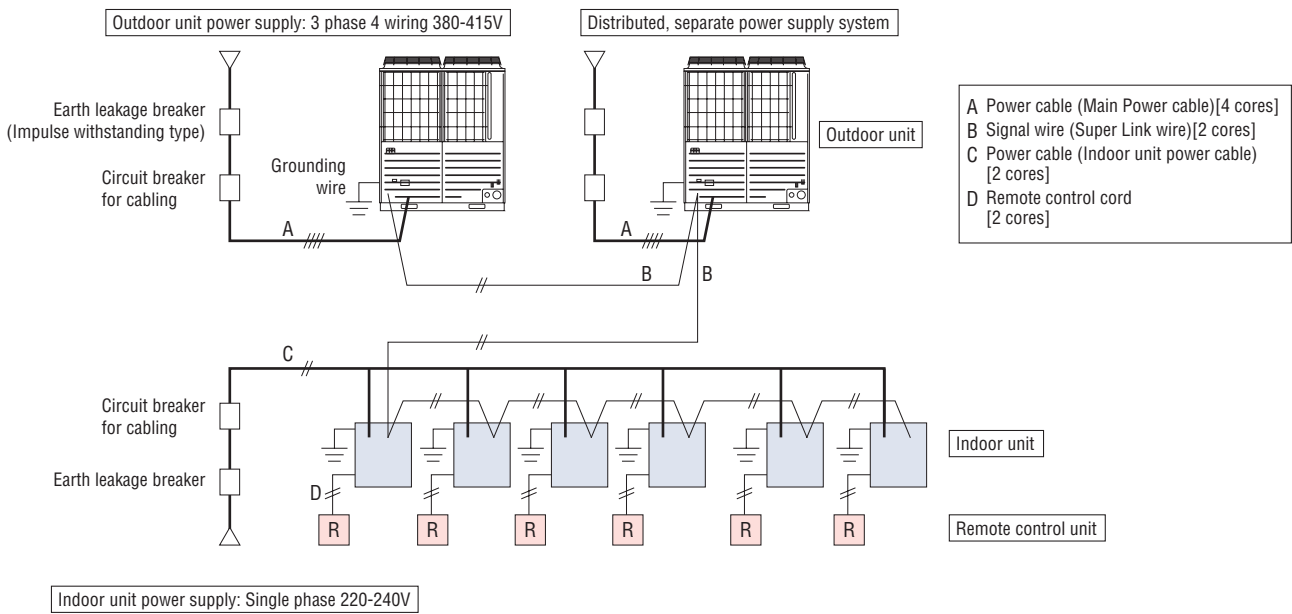 Outdoor unit power supply: 3 phase 4 wiring 380-415V
Distributed, separate power supply system
Earth leakage breaker
(Impulse withstanding type)
Circuit breaker
for cabling
Grounding
wire
Outdoor unit
A Power cable (Main Power cable)[4 cores]
B Signal wire (Super Link wire)[2 cores]
C Power cable (Indoor unit power cable)
[2 cores]
D Remote control cord
[2 cores]
A
A
B
B
C
Circuit breaker
for cabling
Earth leakage breaker
Indoor unit
D
R
R
R
R
R
R
Remote control unit
Indoor unit power supply: Single phase 220-240V